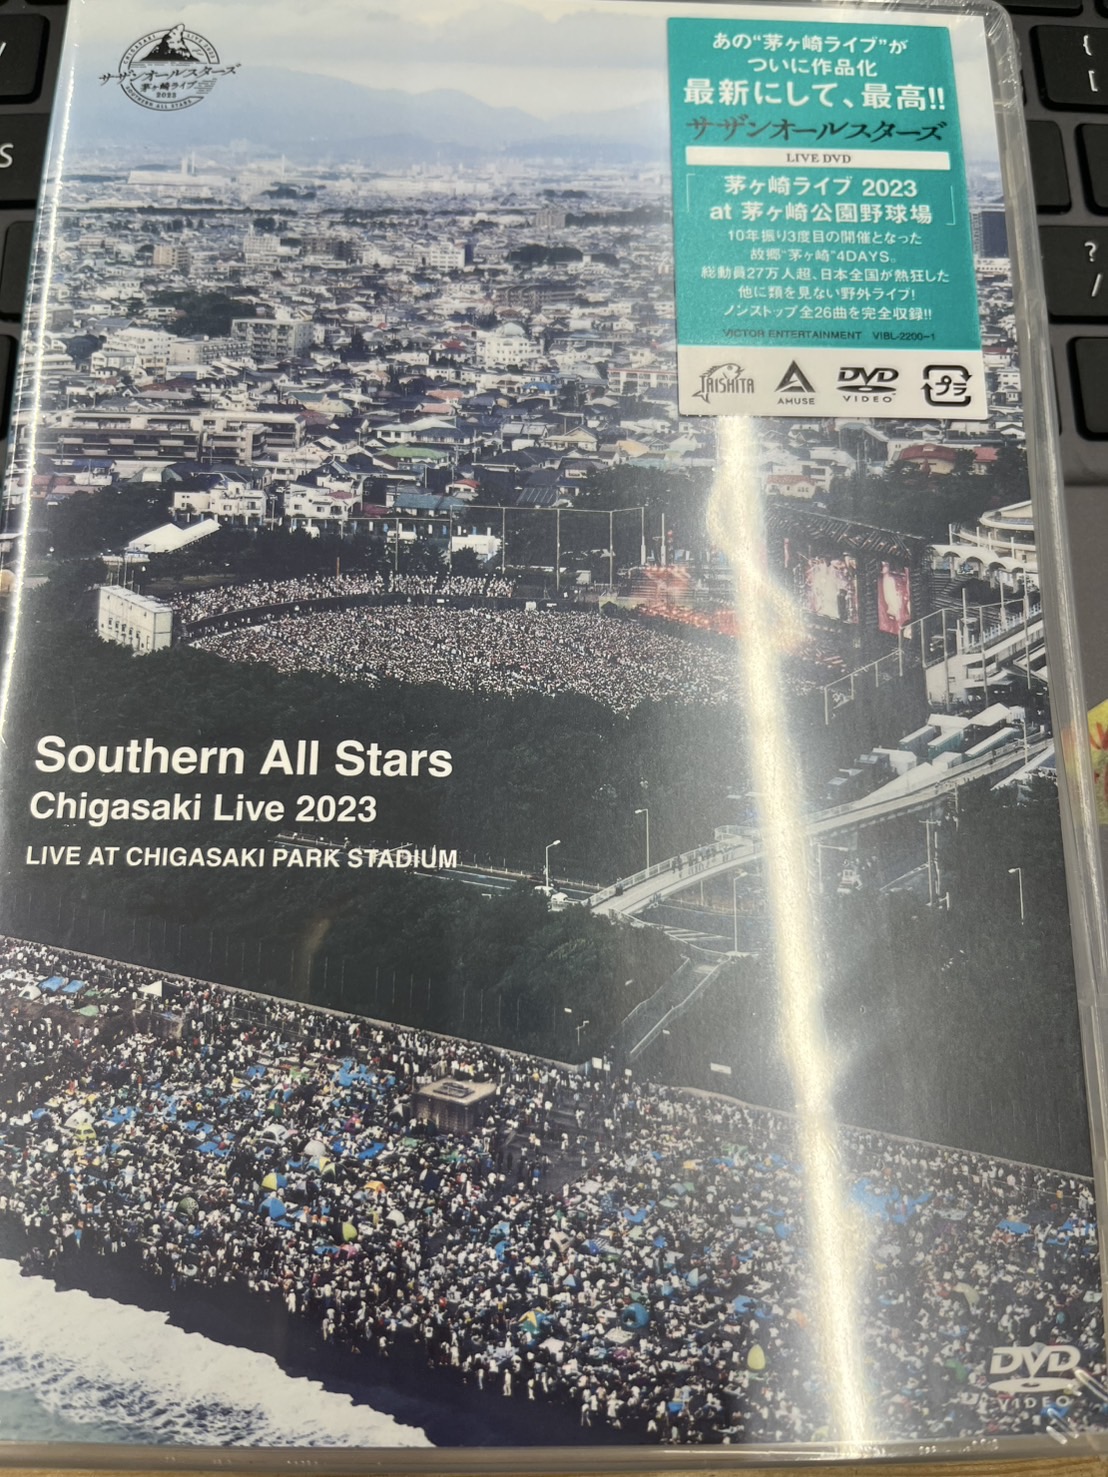 CHIGASAKI LIVE 2023
サザンオールスターズ
茅ヶ崎ライブ
2023
SOUTHERN ALL STARS
あの“茅ヶ崎ライブ”が
ついに作品化
最新にして、最高!!
サザンオールスターズ
LIVE DVD
「茅ヶ崎ライブ 2023
at 茅ヶ崎公園野球場」
10年振り3度目の開催となった
故郷“茅ヶ崎”4DAYS。
総動員27万人超、日本全国が熱狂した
他に類を見ない野外ライブ!
ノンストップ全26曲を完全収録!!
VICTOR ENTERTAINMENT VIBL-2200~1
TAISHITA
AMUSE
DVD
VIDEO
プラ
Southern All Stars
Chigasaki Live 2023
LIVE AT CHIGASAKI PARK STADIUM
DVD
VIDEO
S
{
[
?
/